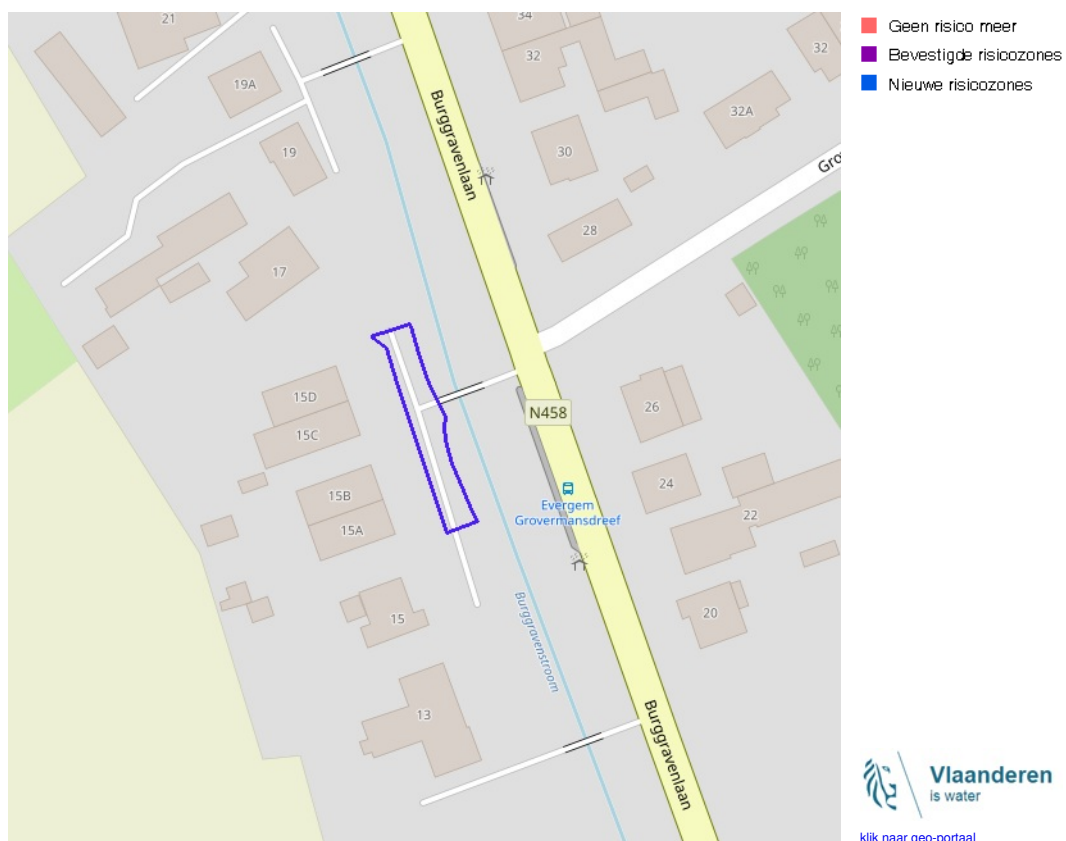 21
34
32
32
19A
32A
Burggravenlaan
19
30
Gro
28
17
15D
26
N458
15C
24
15B
Evergem
Grovermansdreef
22
15A
15
20
Burggravenstroom
13
Burggravenlaan
Geen risico meer
Bevestigde risicozones
Nieuwe risicozones
Vlaanderen
is water
klik naar geo-portaal